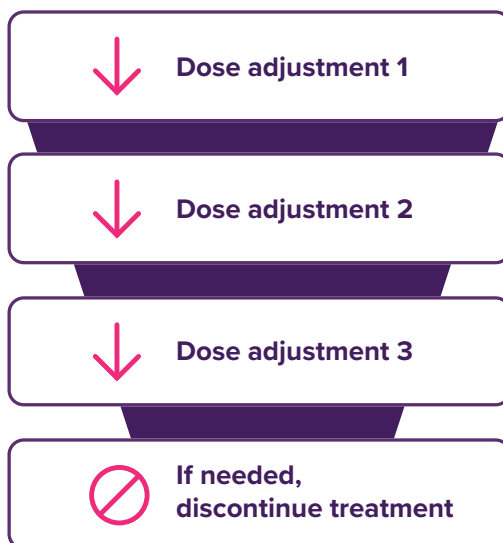 Dose adjustment 1
Dose adjustment 2
Dose adjustment 3
If needed,
discontinue treatment